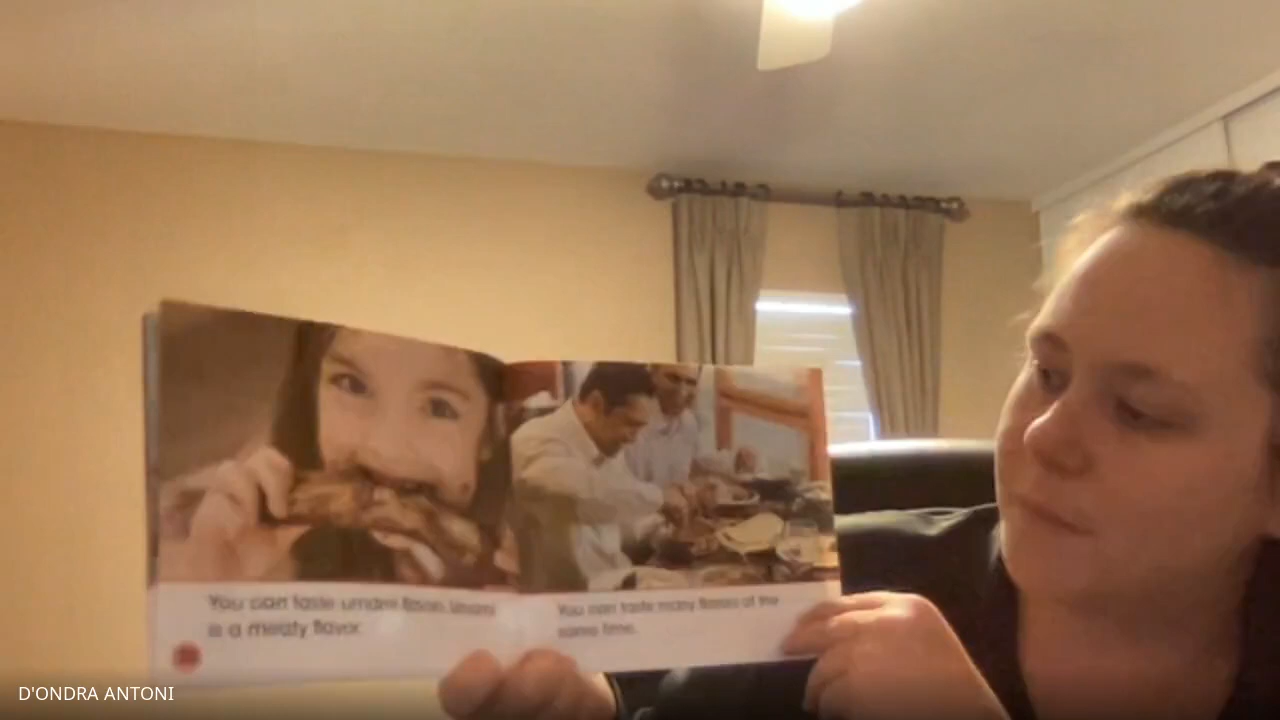 You can taste umami flavor. Umami
is a meaty flavor.
You can taste many flavors at the
same time.
D'ONDRA ANTONI